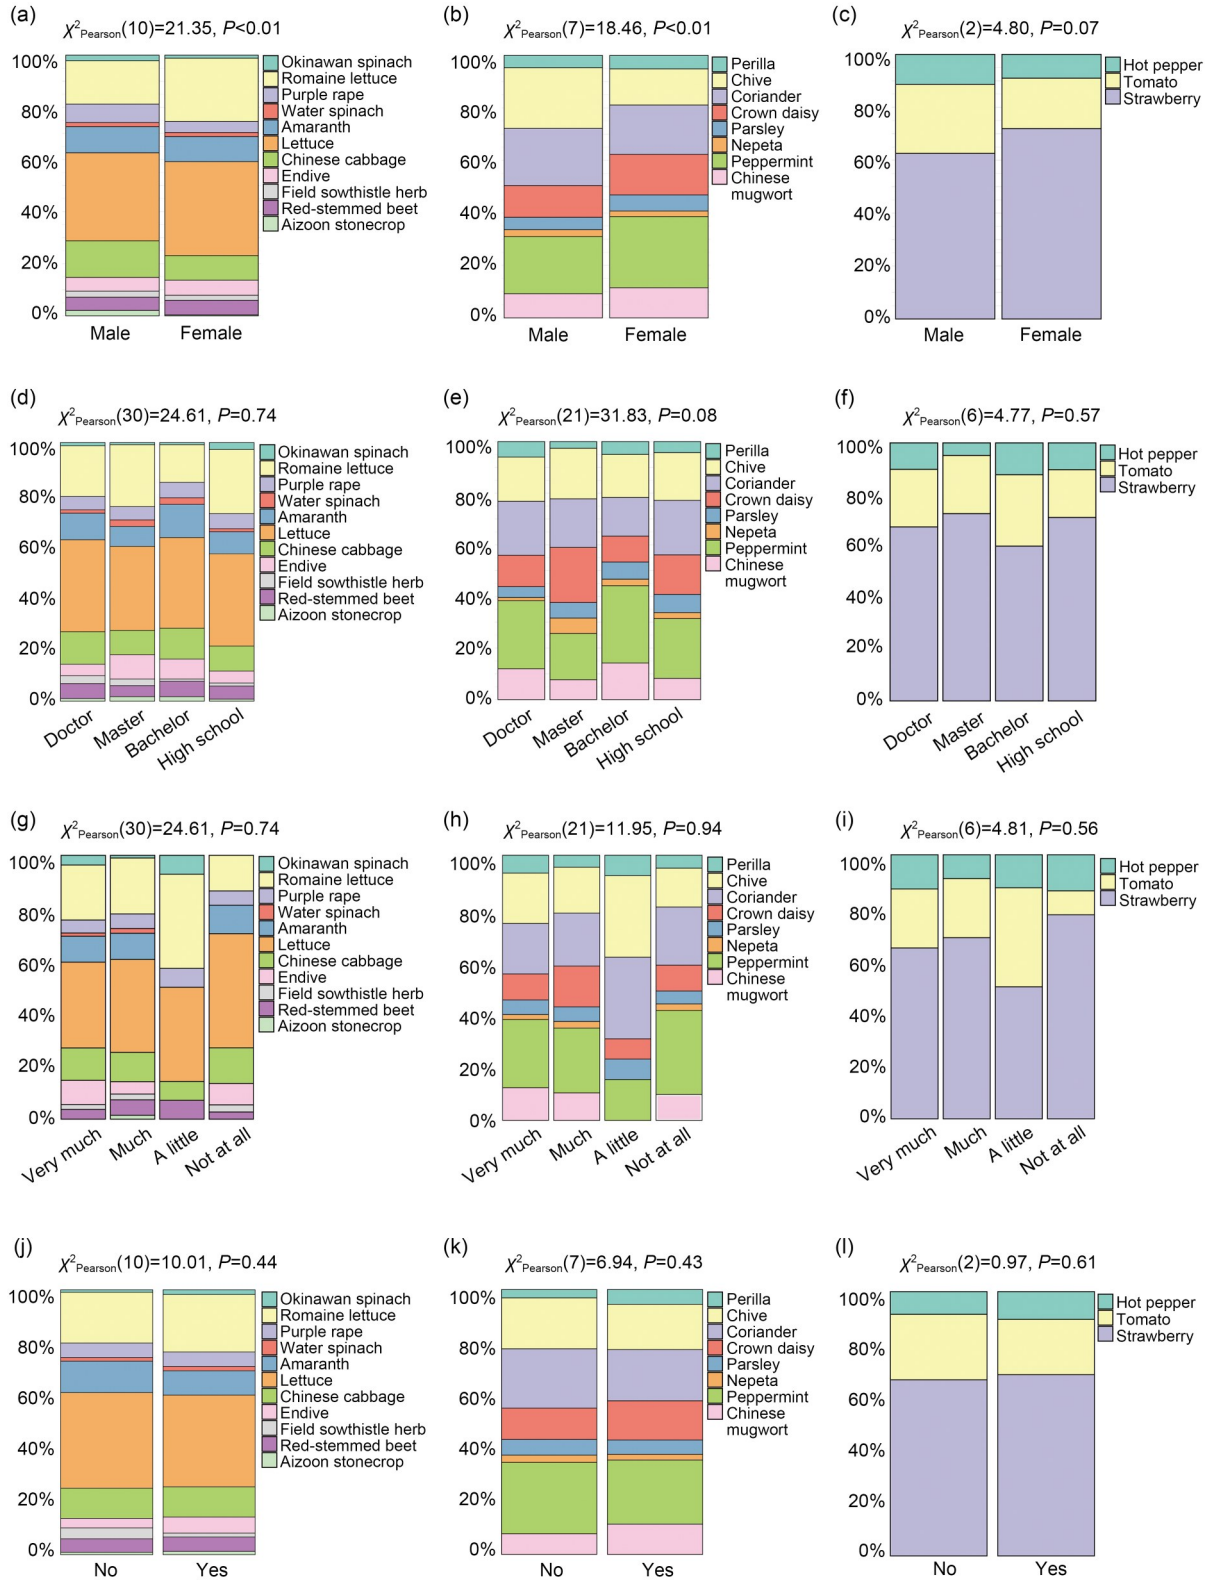 (a)
χ²Pearson(10)=21.35, P<0.01
100%
80%
60%
40%
20%
0%
Male
Female
Okinawan spinach
Romaine lettuce
Purple rape
Water spinach
Amaranth
Lettuce
Chinese cabbage
Endive
Field sowthistle herb
Red-stemmed beet
Aizoon stonecrop
(b)
χ²Pearson(7)=18.46, P<0.01
100%
80%
60%
40%
20%
0%
Male
Female
Perilla
Chive
Coriander
Crown daisy
Parsley
Nepeta
Peppermint
Chinese
mugwort
(c)
χ²Pearson(2)=4.80, P=0.07
100%
80%
60%
40%
20%
0%
Male
Female
Hot pepper
Tomato
Strawberry
(d)
χ²Pearson(30)=24.61, P=0.74
100%
80%
60%
40%
20%
0%
Doctor
Master
Bachelor
High school
Okinawan spinach
Romaine lettuce
Purple rape
Water spinach
Amaranth
Lettuce
Chinese cabbage
Endive
Field sowthistle herb
Red-stemmed beet
Aizoon stonecrop
(e)
χ²Pearson(21)=31.83, P=0.08
100%
80%
60%
40%
20%
0%
Doctor
Master
Bachelor
High school
Perilla
Chive
Coriander
Crown daisy
Parsley
Nepeta
Peppermint
Chinese
mugwort
(f)
χ²Pearson(6)=4.77, P=0.57
100%
80%
60%
40%
20%
0%
Doctor
Master
Bachelor
High school
Hot pepper
Tomato
Strawberry
(g)
χ²Pearson(30)=24.61, P=0.74
100%
80%
60%
40%
20%
0%
Very much
Much
A little
Not at all
Okinawan spinach
Romaine lettuce
Purple rape
Water spinach
Amaranth
Lettuce
Chinese cabbage
Endive
Field sowthistle herb
Red-stemmed beet
Aizoon stonecrop
(h)
χ²Pearson(21)=11.95, P=0.94
100%
80%
60%
40%
20%
0%
Very much
Much
A little
Not at all
Perilla
Chive
Coriander
Crown daisy
Parsley
Nepeta
Peppermint
Chinese
mugwort
(i)
χ²Pearson(6)=4.81, P=0.56
100%
80%
60%
40%
20%
0%
Very much
Much
A little
Not at all
Hot pepper
Tomato
Strawberry
(j)
χ²Pearson(10)=10.01, P=0.44
100%
80%
60%
40%
20%
0%
No
Yes
Okinawan spinach
Romaine lettuce
Purple rape
Water spinach
Amaranth
Lettuce
Chinese cabbage
Endive
Field sowthistle herb
Red-stemmed beet
Aizoon stonecrop
(k)
χ²Pearson(7)=6.94, P=0.43
100%
80%
60%
40%
20%
0%
No
Yes
Perilla
Chive
Coriander
Crown daisy
Parsley
Nepeta
Peppermint
Chinese
mugwort
(l)
χ²Pearson(2)=0.97, P=0.61
100%
80%
60%
40%
20%
0%
No
Yes
Hot pepper
Tomato
Strawberry